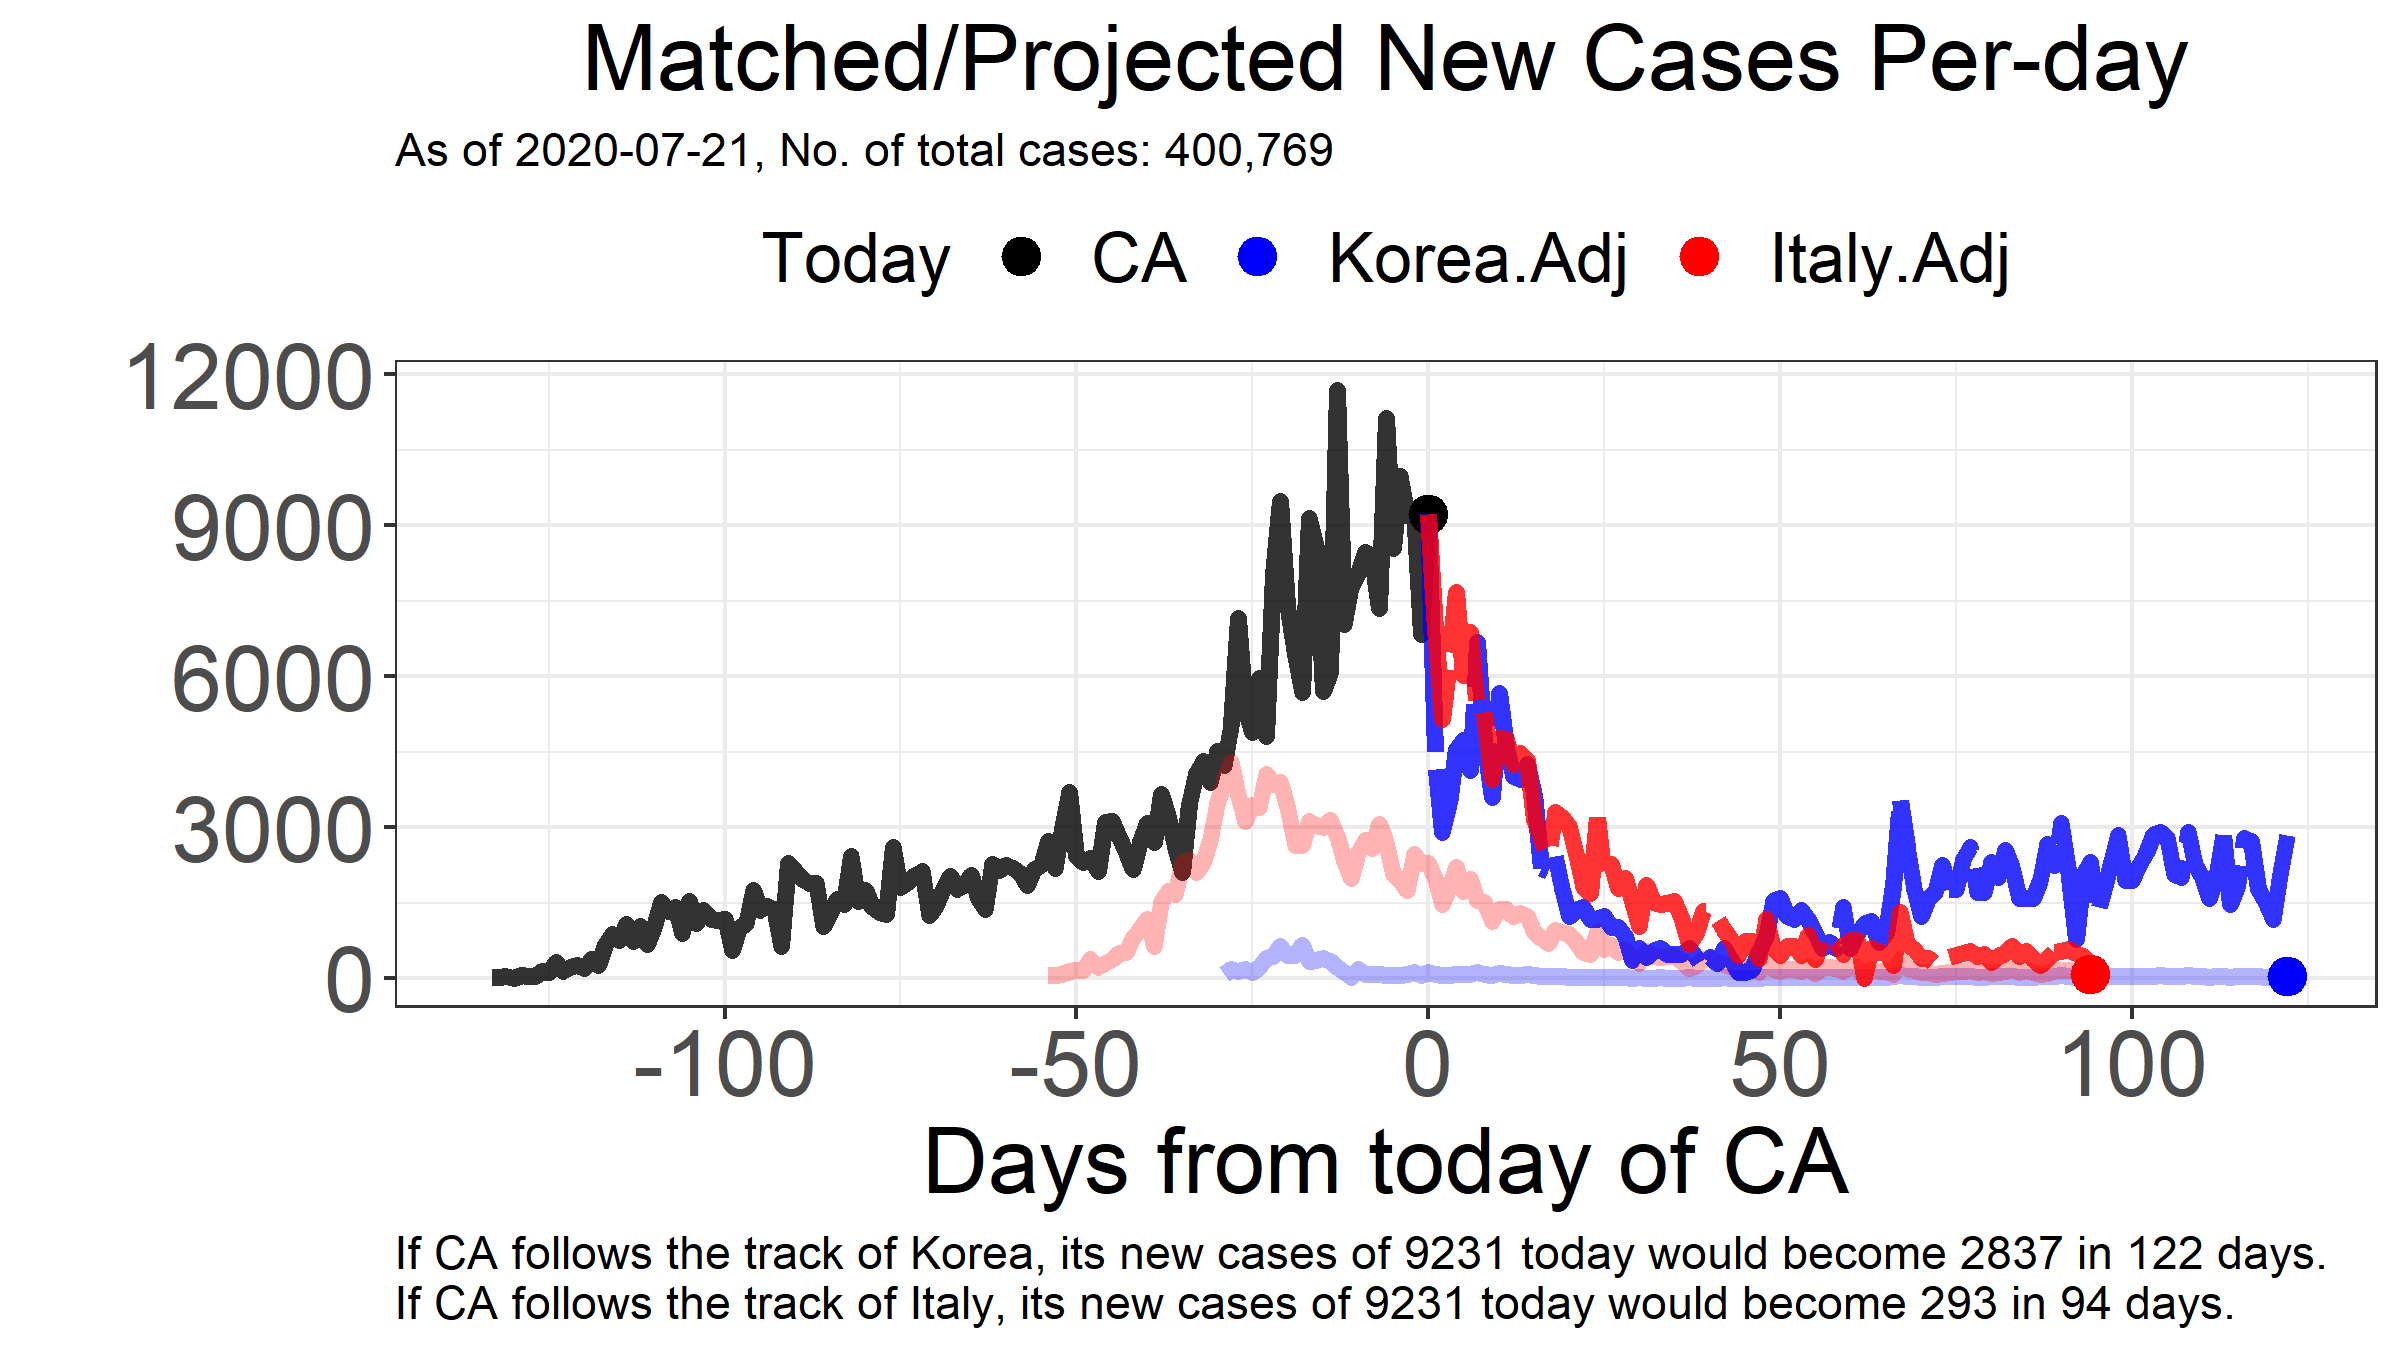 Matched/Projected New Cases Per-day
As of 2020-07-21, No. of total cases: 400,769
Today CA Korea.Adj Italy.Adj
12000
9000
6000
3000
0
-100 -50 0 50 100
Days from today of CA
If CA follows the track of Korea, its new cases of 9231 today would become 2837 in 122 days.
If CA follows the track of Italy, its new cases of 9231 today would become 293 in 94 days.